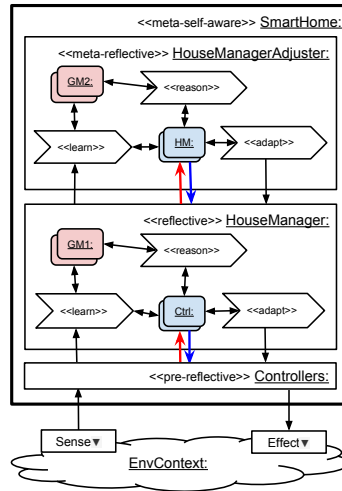 <<meta-self-aware>> SmartHome:
<<meta-reflective>> HouseManagerAdjuster:
GM2:
<<reason>>
<<learn>>
HM:
<<adapt>>
<<reflective>> HouseManager:
GM1:
<<reason>>
<<learn>>
Ctrl:
<<adapt>>
<<pre-reflective>> Controllers:
Sense▼
Effect▼
EnvContext: